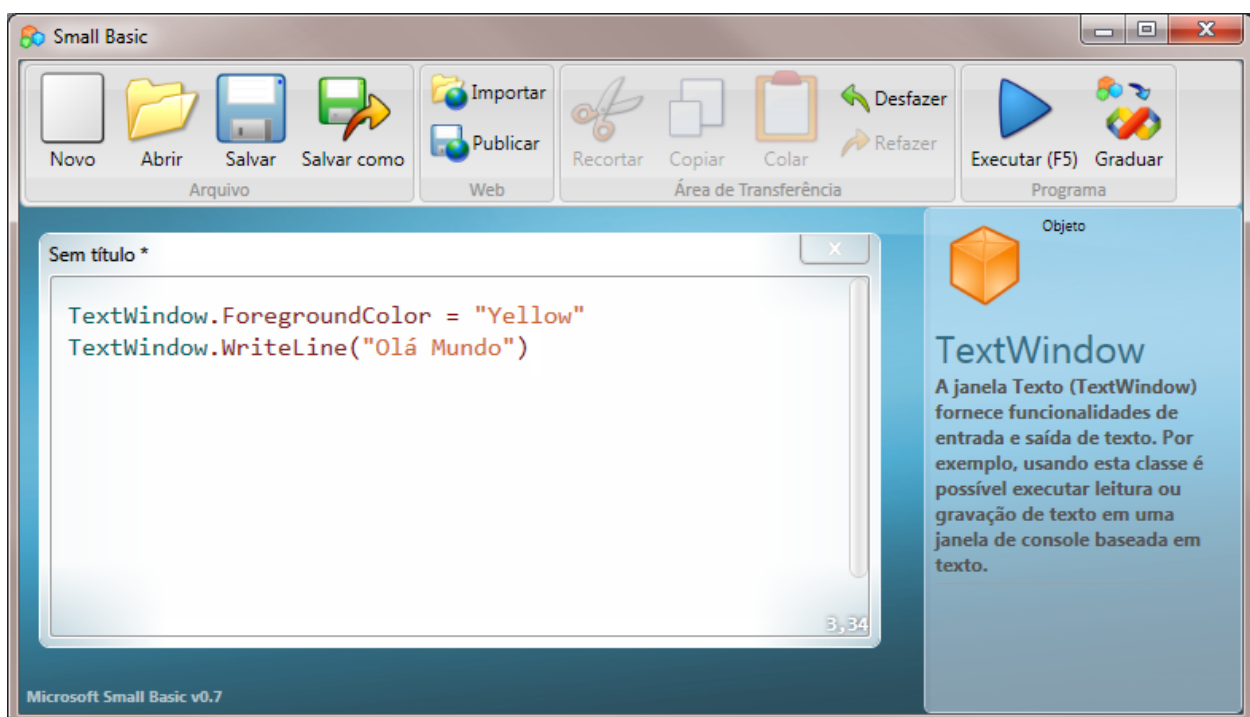 Small Basic
Novo
Abrir
Salvar
Salvar como
Arquivo
Importar
Publicar
Web
Recortar
Copiar
Colar
Desfazer
Refazer
Área de Transferência
Executar (F5)
Graduar
Programa
Sem título *
TextWindow.ForegroundColor = "Yellow"
TextWindow.WriteLine("Olá Mundo")
3,34
Objeto
TextWindow
A janela Texto (TextWindow)
fornece funcionalidades de
entrada e saída de texto. Por
exemplo, usando esta classe é
possível executar leitura ou
gravação de texto em uma
janela de console baseada em
texto.
Microsoft Small Basic v0.7